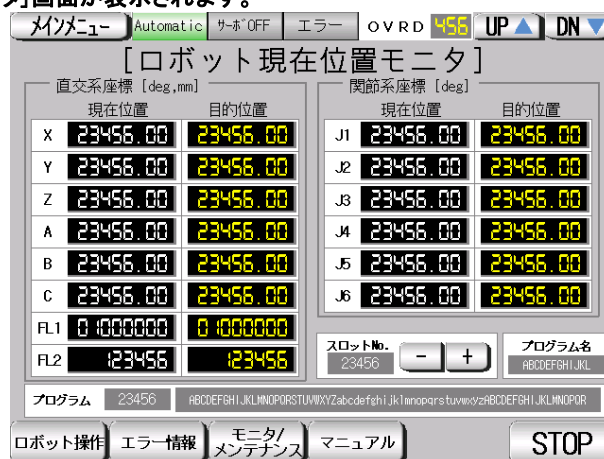 タ]画面が表示されます。
メインメニュー Automatic サーボOFF エラー OVRD 456 UP▲ DN▼
[ロボット現在位置モニタ]
直交系座標 [deg,mm]
現在位置 目的位置
X 23456.00 23456.00
Y 23456.00 23456.00
Z 23456.00 23456.00
A 23456.00 23456.00
B 23456.00 23456.00
C 23456.00 23456.00
FL1 01000000 01000000
FL2 123456 123456
関節系座標 [deg]
現在位置 目的位置
J1 23456.00 23456.00
J2 23456.00 23456.00
J3 23456.00 23456.00
J4 23456.00 23456.00
J5 23456.00 23456.00
J6 23456.00 23456.00
スロットNo. プログラム名
23456 - + ABCDEFGHIJKL
プログラム 23456 ABCDEFGHIJKLMNOPQRSTUVWXYZabcdefghijklmnopqrstuvwxyzABCDEFGHIJKLMNOPQR
ロボット操作 エラー情報 モニタ/ マニュアル STOP
メンテナンス